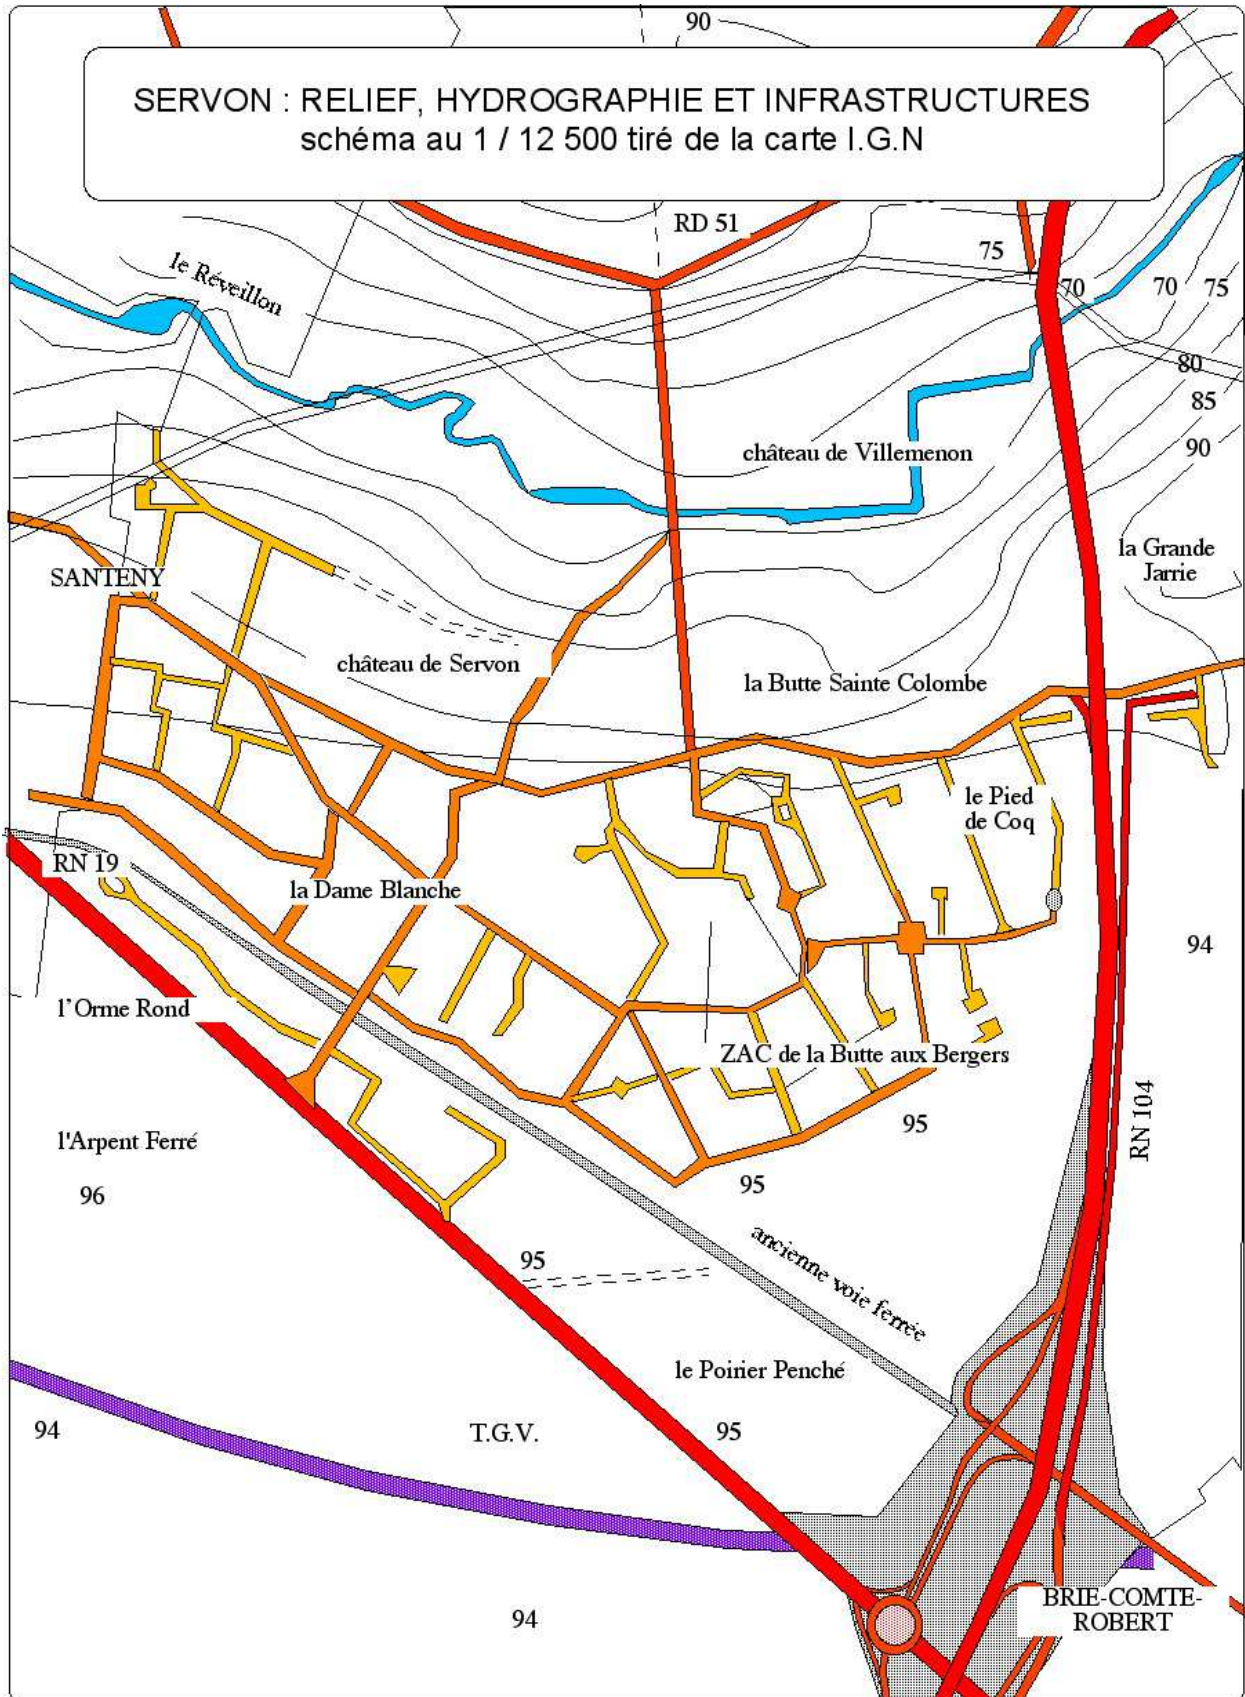 90
SERVON : RELIEF, HYDROGRAPHIE ET INFRASTRUCTURES
schéma au 1 / 12 500 tiré de la carte I.G.N
RD 51
75
le Réveillon
70
70
75
80
85
château de Villemenon
90
la Grande
Jarrie
SANTENY
château de Servon
la Butte Sainte Colombe
le Pied
de Coq
RN 19
la Dame Blanche
94
l'Orme Rond
ZAC de la Butte aux Bergers
RN 104
95
l'Arpent Ferré
95
96
95
ancienne voie ferrée
le Poirier Penché
94
T.G.V.
95
BRIE-COMTE-
ROBERT
94